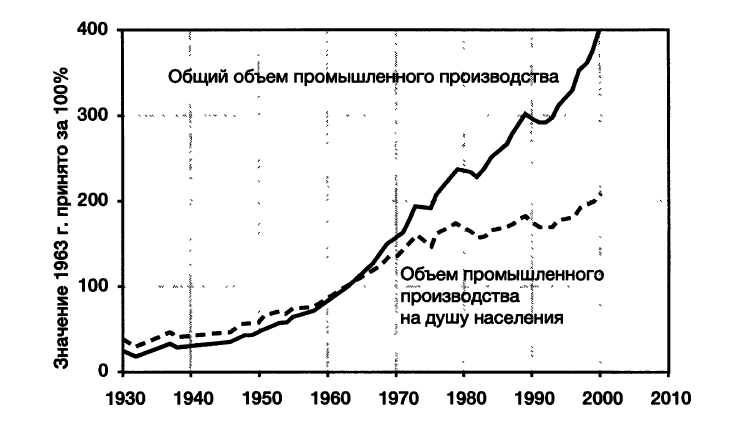 400
Общий объем промышленного производства
300
200
100
0
Значение 1963 г. принято за 100%
Объем промышленного
производства
на душу населения
1930 1940 1950 1960 1970 1980 1990 2000 2010